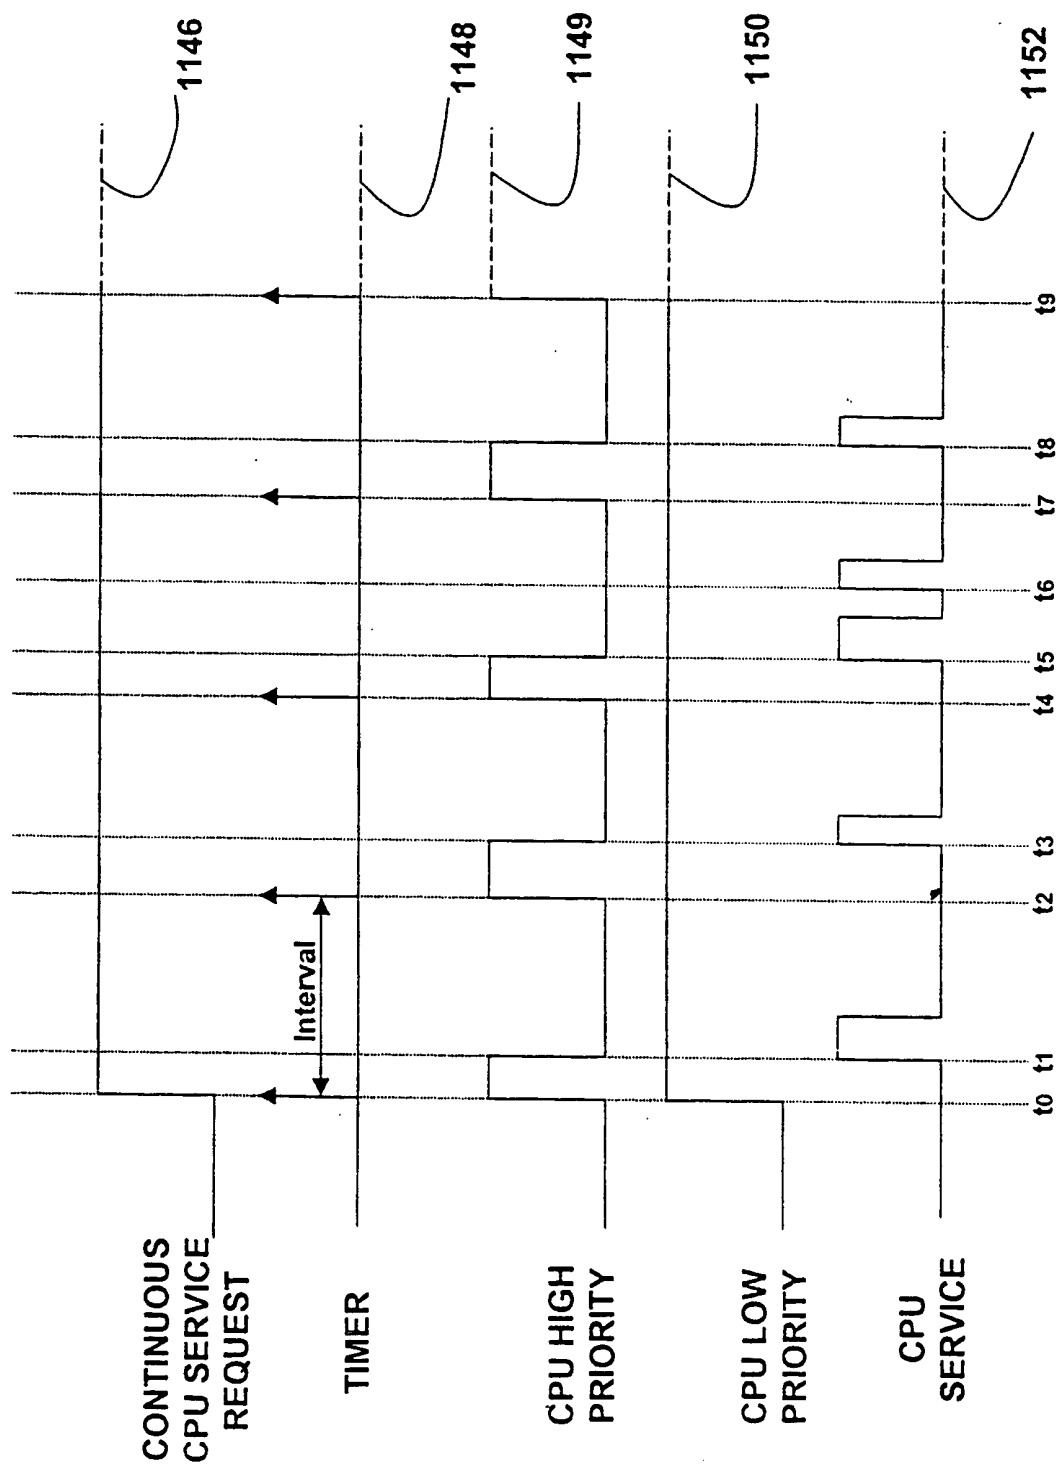 CONTINUOUS
CPU SERVICE
REQUEST
1146
Interval
TIMER
1148
CPU HIGH
PRIORITY
1149
CPU LOW
PRIORITY
1150
CPU
SERVICE
1152
t0 t1 t2 t3 t4 t5 t6 t7 t8 t9